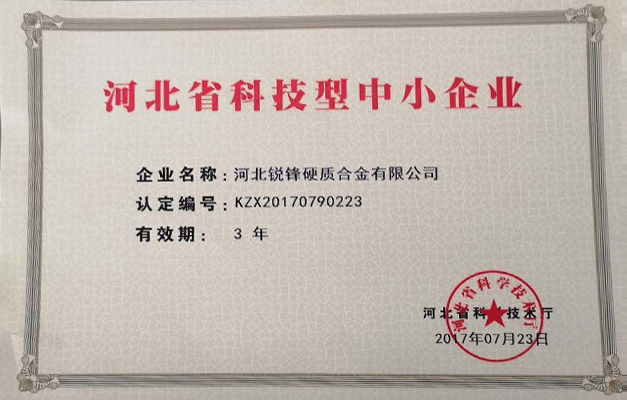 河北省科技型中小企业
企业名称：河北锐锋硬质合金有限公司
认定编号：KZX20170790223
有效期： 3 年
河北省科学技术厅
2017年07月23日
河北省科学技术厅